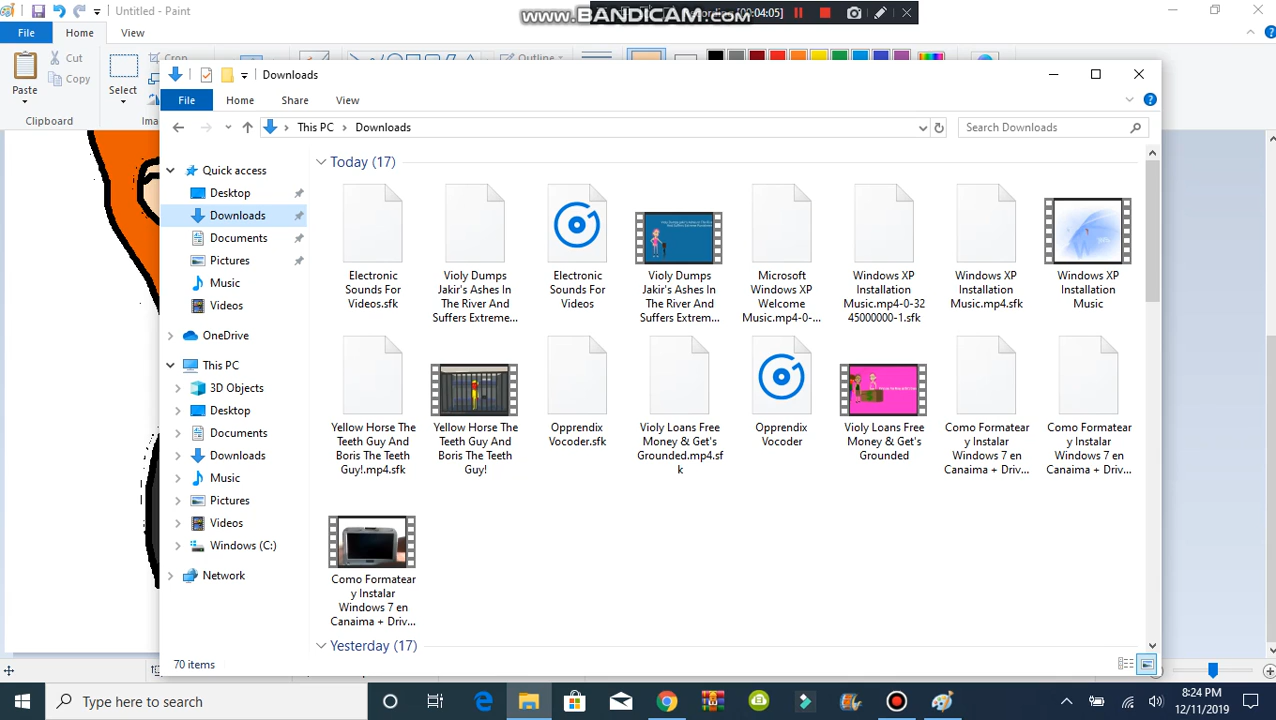 Untitled - Paint
www.BANDICAM.com
[00:04:05]
File
Home
View
Cut
Crop
Outline
Copy
Paste
Select
Clipboard
Ima
Downloads
File
Home
Share
View
This PC
Downloads
Search Downloads
Quick access
Desktop
Downloads
Documents
Pictures
Music
Videos
OneDrive
This PC
3D Objects
Desktop
Documents
Downloads
Music
Pictures
Videos
Windows (C:)
Network
Today (17)
Electronic
Sounds For
Videos.sfk
Violy Dumps
Jakir's Ashes In
The River And
Suffers Extreme...
Electronic
Sounds For
Videos
Violy Dumps
Jakir's Ashes In
The River And
Suffers Extrem...
Microsoft
Windows XP
Welcome
Music.mp4-0-...
Windows XP
Installation
Music.mp4-0-32
45000000-1.sfk
Windows XP
Installation
Music.mp4.sfk
Windows XP
Installation
Music
Yellow Horse The
Teeth Guy And
Boris The Teeth
Guy!.mp4.sfk
Yellow Horse The
Teeth Guy And
Boris The Teeth
Guy!
Opprendix
Vocoder.sfk
Violy Loans Free
Money & Get's
Grounded.mp4.sf
k
Opprendix
Vocoder
Violy Loans Free
Money & Get's
Grounded
Como Formatear
y Instalar
Windows 7 en
Canaima + Driv...
Como Formatear
y Instalar
Windows 7 en
Canaima + Driv...
Como Formatear
y Instalar
Windows 7 en
Canaima + Driv...
Yesterday (17)
70 items
Type here to search
8:24 PM
12/11/2019